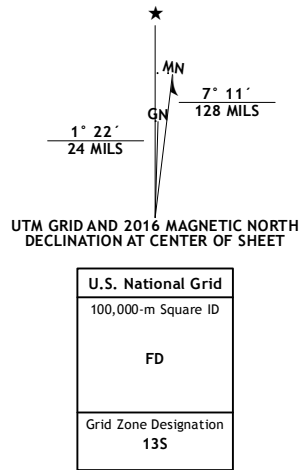 MN
GN
7° 11´
128 MILS
1° 22´
24 MILS
UTM GRID AND 2016 MAGNETIC NORTH
DECLINATION AT CENTER OF SHEET
U.S. National Grid
100,000-m Square ID
FD
Grid Zone Designation
13S